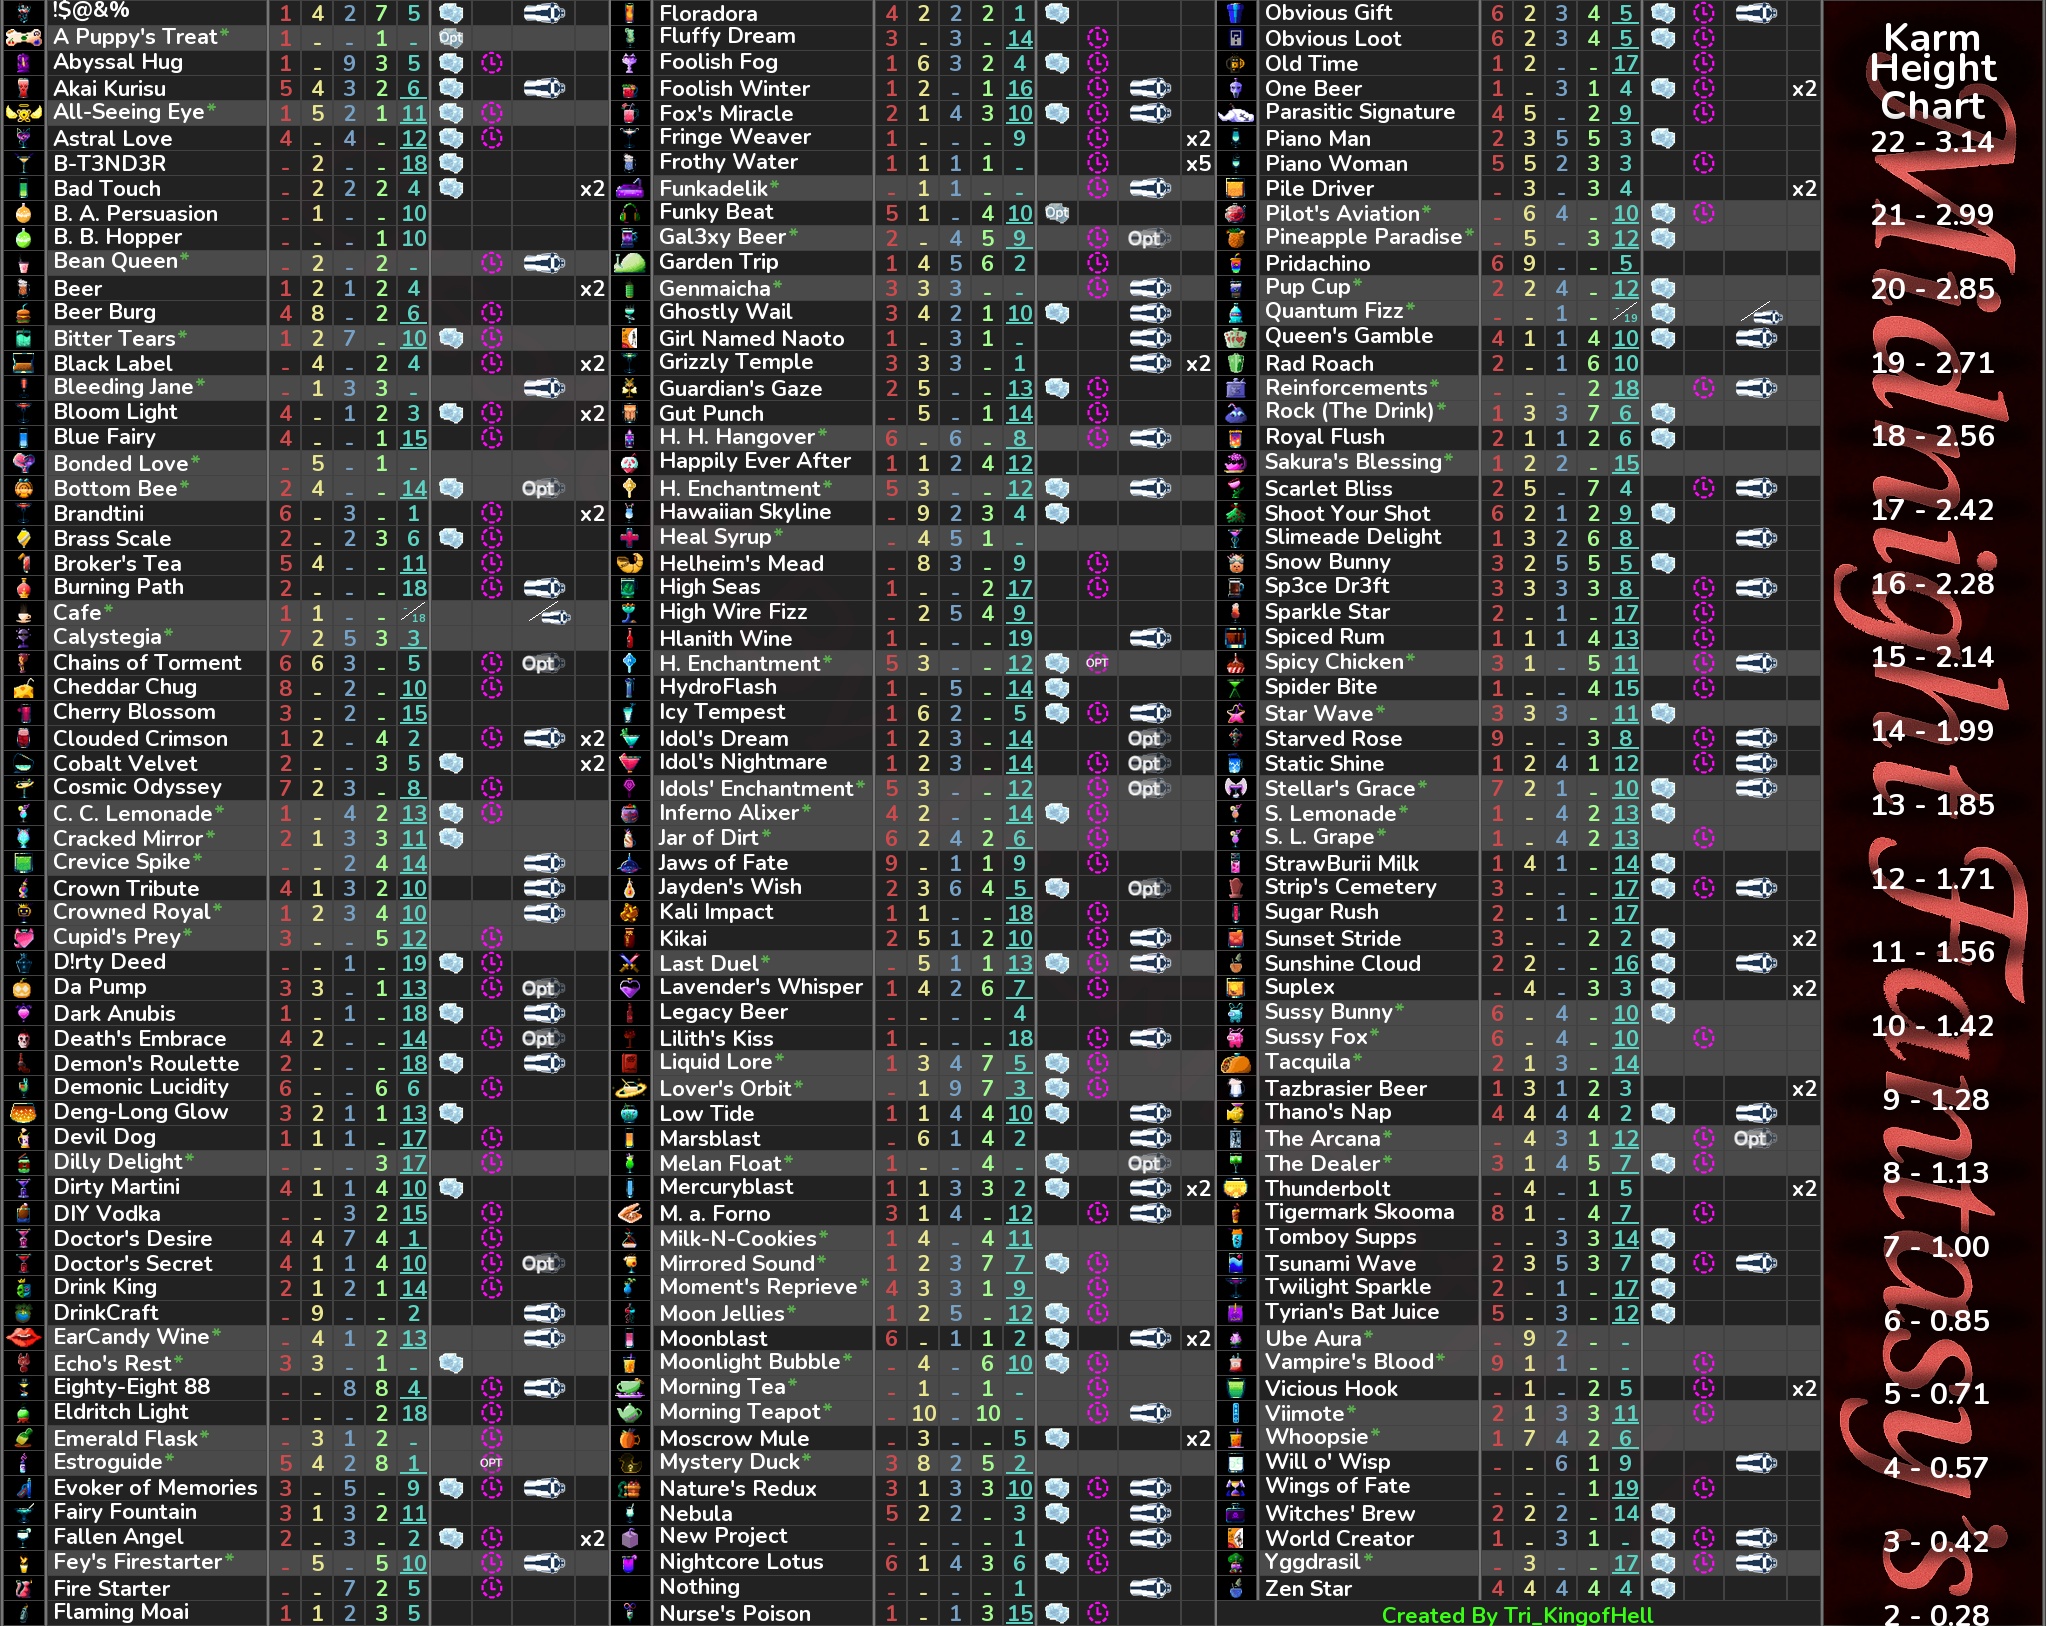 !$@&% 1 4 2 7 5
A Puppy's Treat* 1 - - 1 - Opt
Abyssal Hug 1 - 9 3 5
Akai Kurisu 5 4 3 2 6
All-Seeing Eye* 1 5 2 1 11
Astral Love 4 - 4 - 12
B-T3ND3R - 2 - - 18
Bad Touch - 2 2 2 4 x2
B. A. Persuasion - 1 - - 10
B. B. Hopper - - - 1 10
Bean Queen* - 2 - 2 -
Beer 1 2 1 2 4 x2
Beer Burg 4 8 - 2 6
Bitter Tears* 1 2 7 - 10
Black Label - 4 - 2 4 x2
Bleeding Jane* - 1 3 3 -
Bloom Light 4 - 1 2 3 x2
Blue Fairy 4 - - 1 15
Bonded Love* - 5 - 1 -
Bottom Bee* 2 4 - - 14 Opt
Brandtini 6 - 3 - 1 x2
Brass Scale 2 - 2 3 6
Broker's Tea 5 4 - - 11
Burning Path 2 - - - 18
Cafe* 1 1 - - -/18
Calystegia* 7 2 5 3 3
Chains of Torment 6 6 3 - 5 Opt
Cheddar Chug 8 - 2 - 10
Cherry Blossom 3 - 2 - 15
Clouded Crimson 1 2 - 4 2 x2
Cobalt Velvet 2 - - 3 5 x2
Cosmic Odyssey 7 2 3 - 8
C. C. Lemonade* 1 - 4 2 13
Cracked Mirror* 2 1 3 3 11
Crevice Spike* - - 2 4 14
Crown Tribute 4 1 3 2 10
Crowned Royal* 1 2 3 4 10
Cupid's Prey* 3 - - 5 12
D!rty Deed - - 1 - 19
Da Pump 3 3 - 1 13 Opt
Dark Anubis 1 - 1 - 18
Death's Embrace 4 2 - - 14 Opt
Demon's Roulette 2 - - - 18
Demonic Lucidity 6 - - 6 6
Deng-Long Glow 3 2 1 1 13
Devil Dog 1 1 1 - 17
Dilly Delight* - - - 3 17
Dirty Martini 4 1 1 4 10
DIY Vodka - - 3 2 15
Doctor's Desire 4 4 7 4 1
Doctor's Secret 4 1 1 4 10 Opt
Drink King 2 1 2 1 14
DrinkCraft - 9 - - 2
EarCandy Wine* - 4 1 2 13
Echo's Rest* 3 3 - 1 -
Eighty-Eight 88 - - 8 8 4
Eldritch Light - - - 2 18
Emerald Flask* - 3 1 2 -
Estroguide* 5 4 2 8 1 OPT
Evoker of Memories 3 - 5 - 9
Fairy Fountain 3 1 3 2 11
Fallen Angel 2 - 3 - 2 x2
Fey's Firestarter* - 5 - 5 10
Fire Starter - - 7 2 5
Flaming Moai 1 1 2 3 5
Floradora 4 2 2 2 1
Fluffy Dream 3 - 3 - 14
Foolish Fog 1 6 3 2 4
Foolish Winter 1 2 - 1 16
Fox's Miracle 2 1 4 3 10
Fringe Weaver 1 - - - 9 x2
Frothy Water 1 1 1 1 - x5
Funkadelik* - 1 1 - -
Funky Beat 5 1 - 4 10 Opt
Gal3xy Beer* 2 - 4 5 9 Opt
Garden Trip 1 4 5 6 2
Genmaicha* 3 3 3 - -
Ghostly Wail 3 4 2 1 10
Girl Named Naoto 1 - 3 1 -
Grizzly Temple 3 3 3 - 1 x2
Guardian's Gaze 2 5 - - 13
Gut Punch - 5 - 1 14
H. H. Hangover* 6 - 6 - 8
Happily Ever After 1 1 2 4 12
H. Enchantment* 5 3 - - 12
Hawaiian Skyline - 9 2 3 4
Heal Syrup* - 4 5 1 -
Helheim's Mead - 8 3 - 9
High Seas 1 - - 2 17
High Wire Fizz - 2 5 4 9
Hlanith Wine 1 - - - 19
H. Enchantment* 5 3 - - 12 OPT
HydroFlash 1 - 5 - 14
Icy Tempest 1 6 2 - 5
Idol's Dream 1 2 3 - 14 Opt
Idol's Nightmare 1 2 3 - 14 Opt
Idols' Enchantment* 5 3 - - 12 Opt
Inferno Alixer* 4 2 - - 14
Jar of Dirt* 6 2 4 2 6
Jaws of Fate 9 - 1 1 9
Jayden's Wish 2 3 6 4 5 Opt
Kali Impact 1 1 - - 18
Kikai 2 5 1 2 10
Last Duel* - 5 1 1 13
Lavender's Whisper 1 4 2 6 7
Legacy Beer - - - - 4
Lilith's Kiss 1 - - - 18
Liquid Lore* 1 3 4 7 5
Lover's Orbit* - 1 9 7 3
Low Tide 1 1 4 4 10
Marsblast - 6 1 4 2
Melan Float* 1 - - 4 - Opt
Mercuryblast 1 1 3 3 2 x2
M. a. Forno 3 1 4 - 12
Milk-N-Cookies* 1 4 - 4 11
Mirrored Sound* 1 2 3 7 7
Moment's Reprieve* 4 3 3 1 9
Moon Jellies* 1 2 5 - 12
Moonblast 6 - 1 1 2 x2
Moonlight Bubble* - 4 - 6 10
Morning Tea* - 1 - 1 -
Morning Teapot* - 10 - 10 -
Moscrow Mule - 3 - - 5 x2
Mystery Duck* 3 8 2 5 2
Nature's Redux 3 1 3 3 10
Nebula 5 2 2 - 3
New Project - - - - 1
Nightcore Lotus 6 1 4 3 6
Nothing - - - - 1
Nurse's Poison 1 - 1 3 15
Obvious Gift 6 2 3 4 5
Obvious Loot 6 2 3 4 5
Old Time 1 2 - - 17
One Beer 1 - 3 1 4 x2
Parasitic Signature 4 5 - 2 9
Piano Man 2 3 5 5 3
Piano Woman 5 5 2 3 3
Pile Driver - 3 - 3 4 x2
Pilot's Aviation* - 6 4 - 10
Pineapple Paradise* - 5 - 3 12
Pridachino 6 9 - - 5
Pup Cup* 2 2 4 - 12
Quantum Fizz* - - 1 - -/19
Queen's Gamble 4 1 1 4 10
Rad Roach 2 - 1 6 10
Reinforcements* - - - 2 18
Rock (The Drink)* 1 3 3 7 6
Royal Flush 2 1 1 2 6
Sakura's Blessing* 1 2 2 - 15
Scarlet Bliss 2 5 - 7 4
Shoot Your Shot 6 2 1 2 9
Slimeade Delight 1 3 2 6 8
Snow Bunny 3 2 5 5 5
Sp3ce Dr3ft 3 3 3 3 8
Sparkle Star 2 - 1 - 17
Spiced Rum 1 1 1 4 13
Spicy Chicken* 3 1 - 5 11
Spider Bite 1 - - 4 15
Star Wave* 3 3 3 - 11
Starved Rose 9 - - 3 8
Static Shine 1 2 4 1 12
Stellar's Grace* 7 2 1 - 10
S. Lemonade* 1 - 4 2 13
S. L. Grape* 1 - 4 2 13
StrawBurii Milk 1 4 1 - 14
Strip's Cemetery 3 - - - 17
Sugar Rush 2 - 1 - 17
Sunset Stride 3 - - 2 2 x2
Sunshine Cloud 2 2 - - 16
Suplex - 4 - 3 3 x2
Sussy Bunny* 6 - 4 - 10
Sussy Fox* 6 - 4 - 10
Tacquila* 2 1 3 - 14
Tazbrasier Beer 1 3 1 2 3 x2
Thano's Nap 4 4 4 4 2
The Arcana* - 4 3 1 12 Opt
The Dealer* 3 1 4 5 7
Thunderbolt - 4 - 1 5 x2
Tigermark Skooma 8 1 - 4 7
Tomboy Supps - - 3 3 14
Tsunami Wave 2 3 5 3 7
Twilight Sparkle 2 - 1 - 17
Tyrian's Bat Juice 5 - 3 - 12
Ube Aura* - 9 2 - -
Vampire's Blood* 9 1 1 - -
Vicious Hook - 1 - 2 5 x2
Viimote* 2 1 3 3 11
Whoopsie* 1 7 4 2 6
Will o' Wisp - - 6 1 9
Wings of Fate - - - 1 19
Witches' Brew 2 2 2 - 14
World Creator 1 - 3 1 -
Yggdrasil* - 3 - - 17
Zen Star 4 4 4 4 4
Created By Tri_KingofHell
Karm
Height
Chart
22 - 3.14
21 - 2.99
20 - 2.85
19 - 2.71
18 - 2.56
17 - 2.42
16 - 2.28
15 - 2.14
14 - 1.99
13 - 1.85
12 - 1.71
11 - 1.56
10 - 1.42
9 - 1.28
8 - 1.13
7 - 1.00
6 - 0.85
5 - 0.71
4 - 0.57
3 - 0.42
2 - 0.28
Midnight Fantasy's